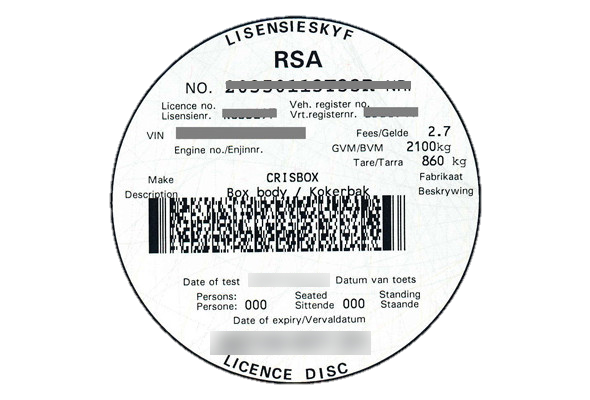 LISENSIESKYF
RSA
NO.
Licence no. Veh. register no.
Lisensienr. Vrt.registernr.
VIN Fees/Gelde 2.7
Engine no./Enjinnr. GVM/BVM 2100kg
Tare/Tarra 860 kg
Make CRISBOX Fabrikaat
Description Box body / Kokerbak Beskrywing
Date of test Datum van toets
Persons: Seated Standing
Persone: 000 Sittende 000 Staande
Date of expiry/Vervaldatum
LICENCE DISC